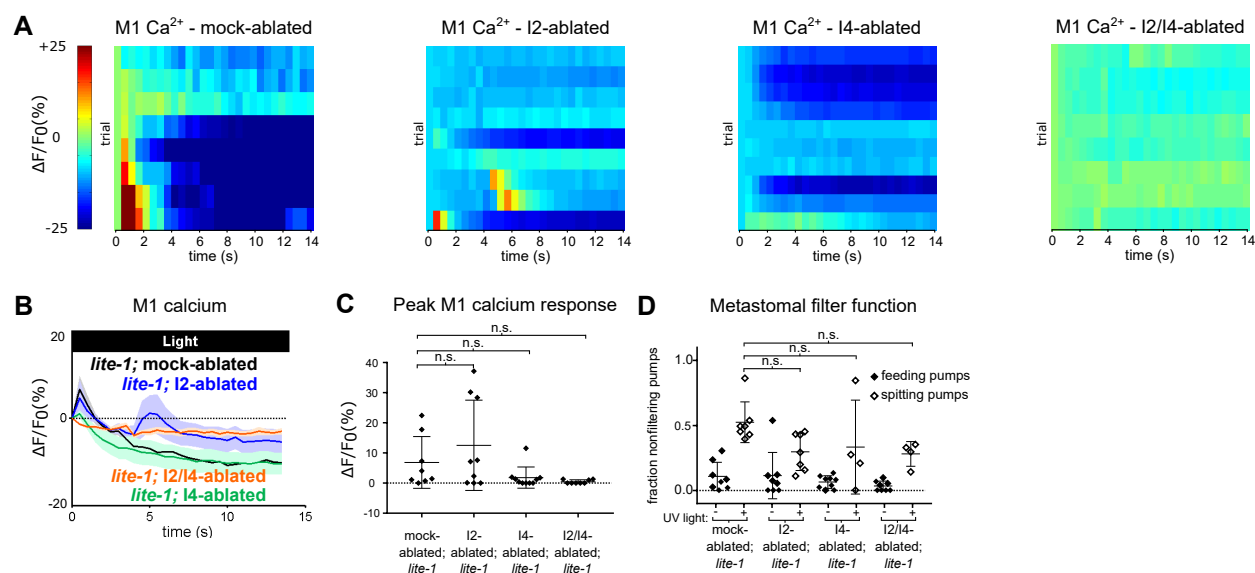 A
M1 Ca2+ - mock-ablated
M1 Ca2+ - I2-ablated
M1 Ca2+ - I4-ablated
M1 Ca2+ - I2/I4-ablated
+25
0
-25
ΔF/F0(%)
trial
0 2 4 6 8 10 12 14
time (s)
trial
0 2 4 6 8 10 12 14
time (s)
trial
0 2 4 6 8 10 12 14
time (s)
trial
0 2 4 6 8 10 12 14
time (s)
B
M1 calcium
20
0
-20
ΔF/F0(%)
Light
lite-1; mock-ablated
lite-1; I2-ablated
lite-1; I2/I4-ablated
lite-1; I4-ablated
0 5 10
time (s)
C
Peak M1 calcium response
n.s.
n.s.
n.s.
40
30
20
10
0
-10
ΔF/F0(%)
mock-ablated; lite-1
I2-ablated; lite-1
I4-ablated; lite-1
I2/I4-ablated; lite-1
D
Metastomal filter function
n.s.
n.s.
n.s.
1.0
0.5
0.0
fraction nonfiltering pumps
feeding pumps
spitting pumps
UV light: - + - + - + - +
mock-ablated; lite-1
I2-ablated; lite-1
I4-ablated; lite-1
I2/I4-ablated; lite-1